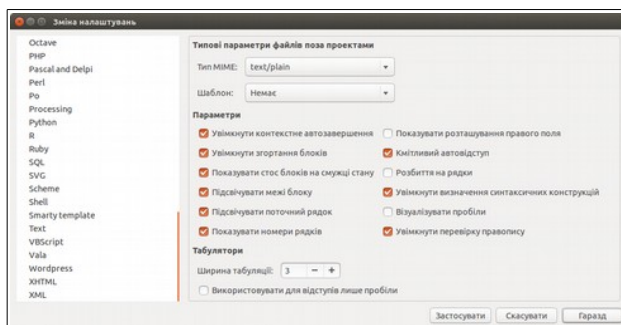 Зміна налаштувань
Octave
PHP
Pascal and Delpi
Perl
Po
Processing
Python
R
Ruby
SQL
SVG
Scheme
Shell
Smarty template
Text
VBScript
Vala
Wordpress
XHTML
XML
Типові параметри файлів поза проектами
Тип MIME: text/plain
Шаблон: Немає
Параметри
Увімкнути контекстне автозавершення Показувати розташування правого поля
Увімкнути згортання блоків Кмітливий автовідступ
Показувати стос блоків на смужці стану Розбиття на рядки
Підсвічувати межі блоку Увімкнути визначення синтаксичних конструкцій
Підсвічувати поточний рядок Візуалізувати пробіли
Показувати номери рядків Увімкнути перевірку правопису
Табулятори
Ширина табуляції: 3 − +
Використовувати для відступів лише пробіли
Застосувати Скасувати Гаразд